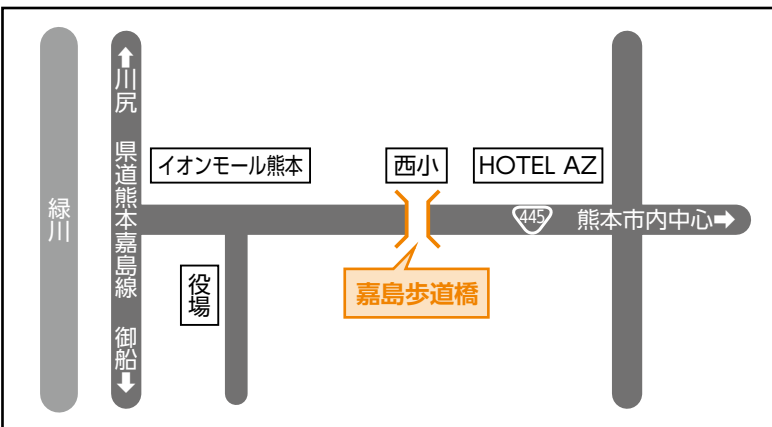 緑川
⬆川尻 県道熊本嘉島線 御船⬇
イオンモール熊本
西小
HOTEL AZ
445
熊本市内中心➡
役場
嘉島歩道橋